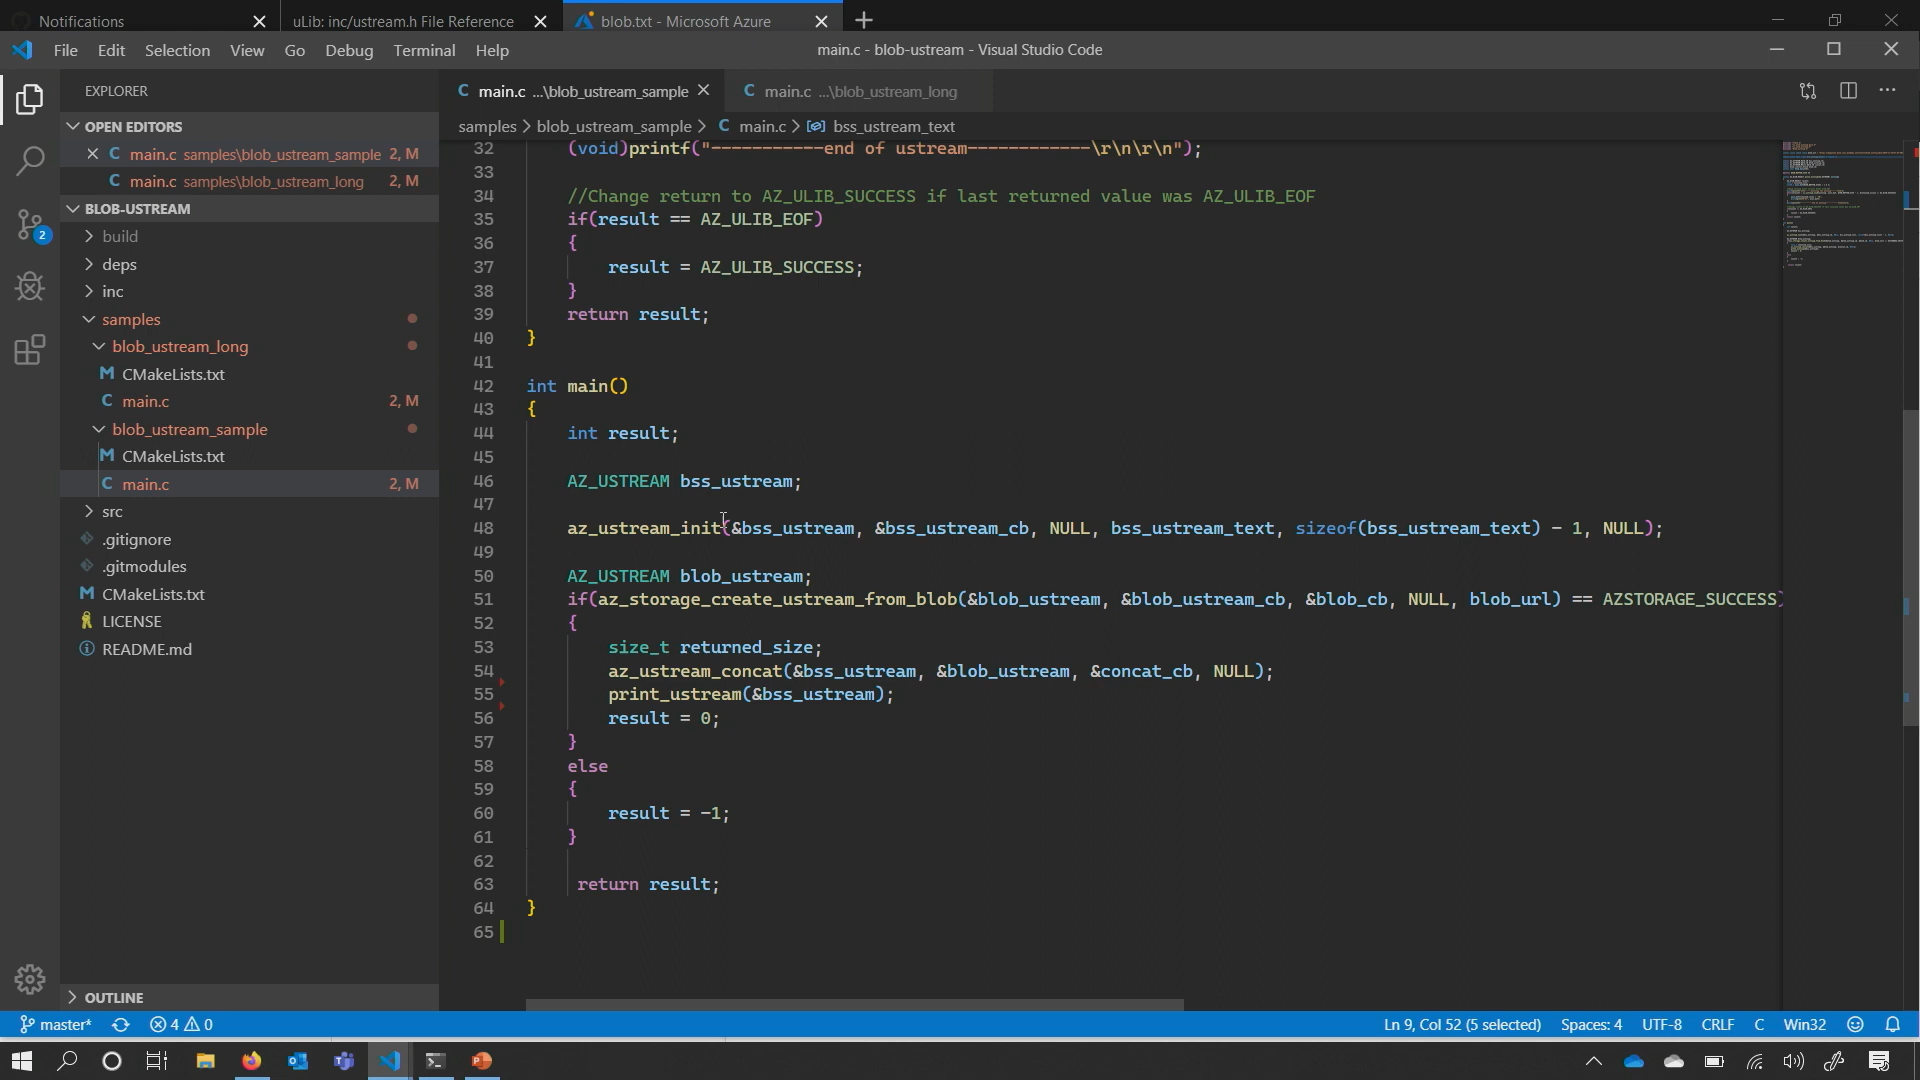 Notifications
uLib: inc/ustream.h File Reference
blob.txt - Microsoft Azure
File Edit Selection View Go Debug Terminal Help
main.c - blob-ustream - Visual Studio Code
EXPLORER
OPEN EDITORS
main.c samples\blob_ustream_sample 2, M
main.c samples\blob_ustream_long 2, M
BLOB-USTREAM
build
deps
inc
samples
blob_ustream_long
CMakeLists.txt
main.c 2, M
blob_ustream_sample
CMakeLists.txt
main.c 2, M
src
.gitignore
.gitmodules
CMakeLists.txt
LICENSE
README.md
OUTLINE
main.c ...\blob_ustream_sample
main.c ...\blob_ustream_long
samples > blob_ustream_sample > C main.c > bss_ustream_text
32 (void)printf("-----------end of ustream------------\r\n\r\n");
33
34 //Change return to AZ_ULIB_SUCCESS if last returned value was AZ_ULIB_EOF
35 if(result == AZ_ULIB_EOF)
36 {
37 result = AZ_ULIB_SUCCESS;
38 }
39 return result;
40 }
41
42 int main()
43 {
44 int result;
45
46 AZ_USTREAM bss_ustream;
47
48 az_ustream_init(&bss_ustream, &bss_ustream_cb, NULL, bss_ustream_text, sizeof(bss_ustream_text) - 1, NULL);
49
50 AZ_USTREAM blob_ustream;
51 if(az_storage_create_ustream_from_blob(&blob_ustream, &blob_ustream_cb, &blob_cb, NULL, blob_url) == AZSTORAGE_SUCCESS)
52 {
53 size_t returned_size;
54 az_ustream_concat(&bss_ustream, &blob_ustream, &concat_cb, NULL);
55 print_ustream(&bss_ustream);
56 result = 0;
57 }
58 else
59 {
60 result = -1;
61 }
62
63 return result;
64 }
65
master* 4 0
Ln 9, Col 52 (5 selected) Spaces: 4 UTF-8 CRLF C Win32